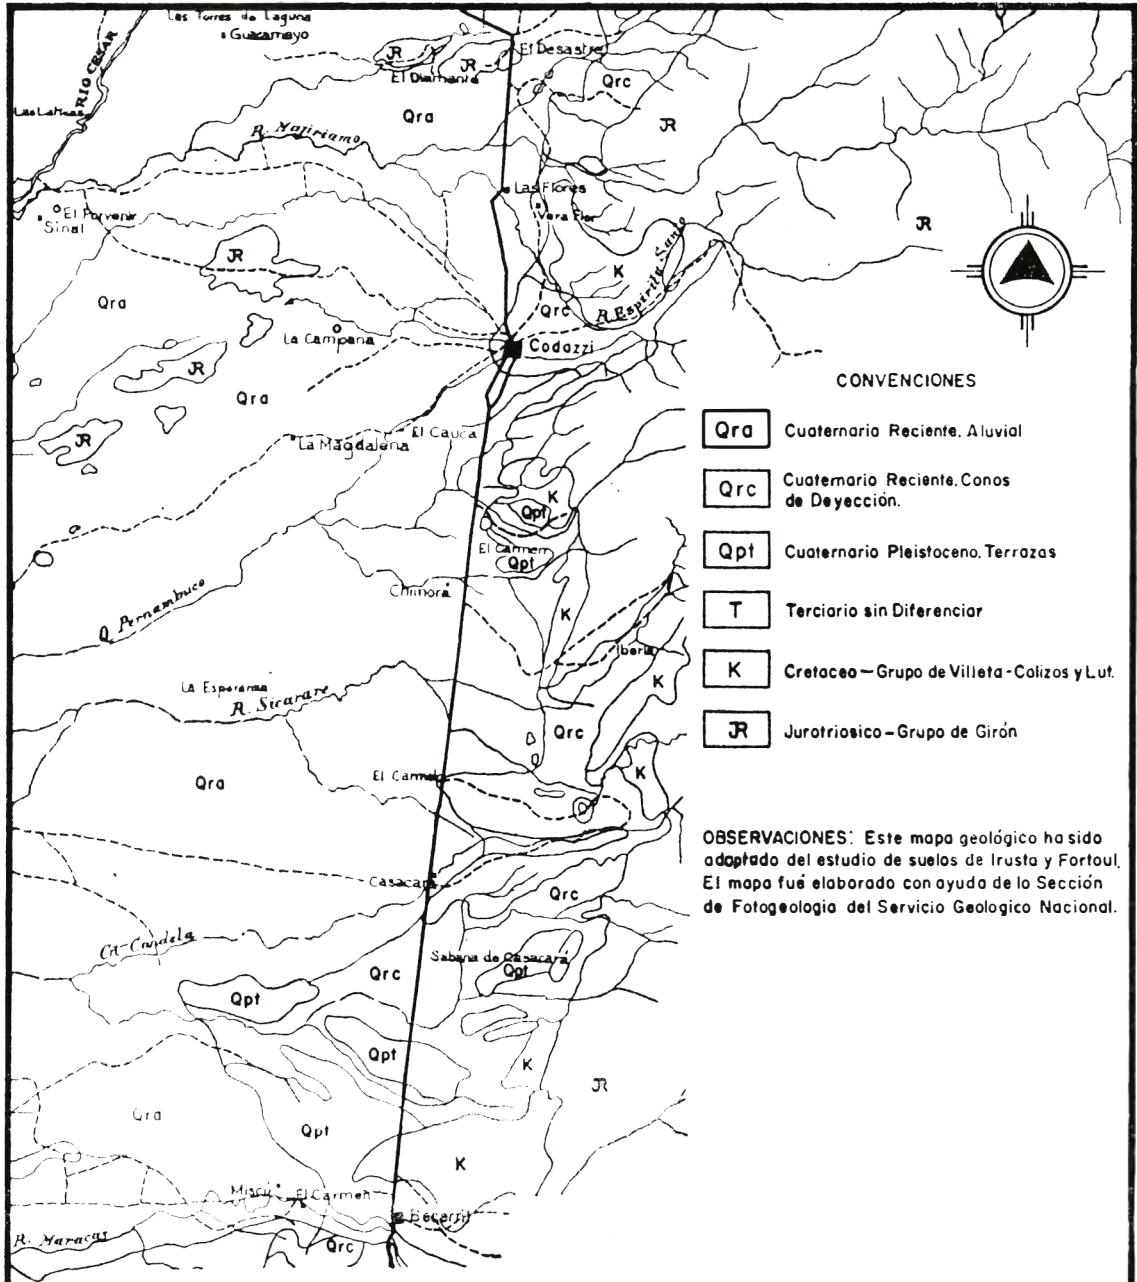 Las Torres de Laguna
Guacamayo
RIO CESAR
JR
El Diamante
JR
El Desastre
Qrc
Qra
R. Majiriamo
JR
Las Flores
Vera Flor
El Porvenir
Sinal
JR
JR
K
R. Espiritu Santo
Qra
Qrc
La Campana
Codazzi
JR
Qra
JR
La Magdalena
El Cauca
K
Qpt
El Carmen
Qpt
Chiriora
Q. Pernambuco
K
Iberia
K
La Esperanza
R. Sicarare
Qrc
K
Qra
El Carmelo
Casacará
Qrc
Cñ-Candela
Sabana de Casacará
Qpt
Qrc
Qpt
Qpt
K
JR
Qra
Qpt
K
El Carmen
Becerril
R. Maracas
Qrc
CONVENCIONES
Qra Cuaternario Reciente. Aluvial
Qrc Cuaternario Reciente. Conos
de Deyección.
Qpt Cuaternario Pleistoceno. Terrazas
T Terciario sin Diferenciar
K Cretaceo – Grupo de Villeta - Calizos y Lut.
JR Jurotriosico – Grupo de Girón
OBSERVACIONES: Este mapa geológico ha sido
adaptado del estudio de suelos de Irusta y Fortoul.
El mapa fué elaborado con ayuda de la Sección
de Fotogeologia del Servicio Geologico Nacional.